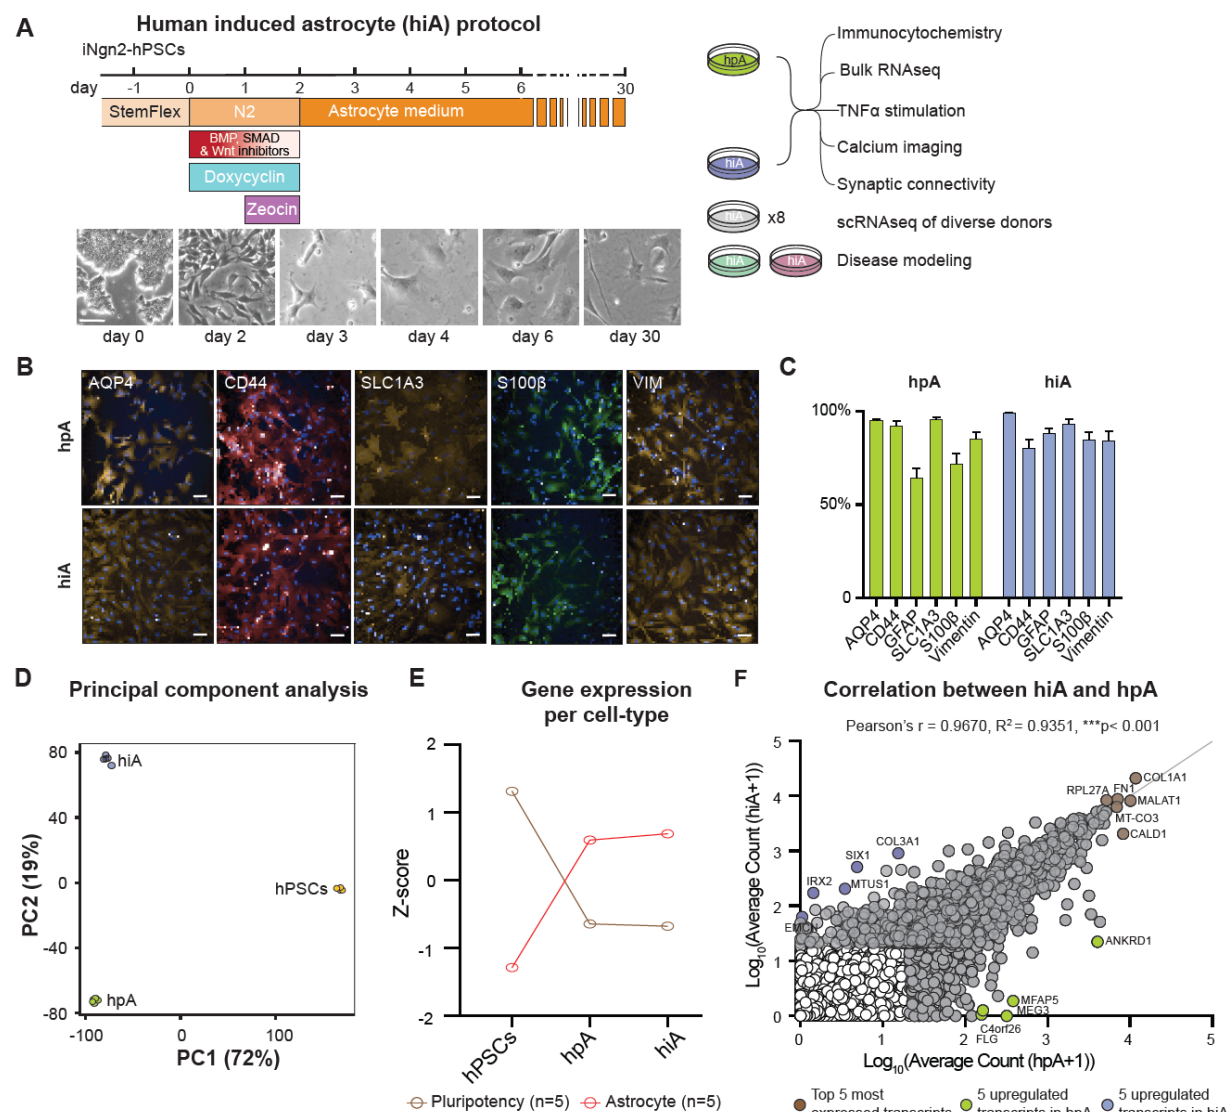 A
Human induced astrocyte (hiA) protocol
iNgn2-hPSCs
day -1 0 1 2 3 4 5 6 30
StemFlex N2 Astrocyte medium
BMP, SMAD
& Wnt inhibitors
Doxycyclin
Zeocin
day 0 day 2 day 3 day 4 day 6 day 30
hpA
hiA
Immunocytochemistry
Bulk RNAseq
TNFα stimulation
Calcium imaging
Synaptic connectivity
hiA x8 scRNAseq of diverse donors
hiA hiA Disease modeling
B
AQP4 CD44 SLC1A3 S100β VIM
hpA
hiA
C
hpA hiA
100%
50%
0
AQP4 CD44 GFAP SLC1A3 S100β Vimentin AQP4 CD44 GFAP SLC1A3 S100β Vimentin
D
Principal component analysis
PC2 (19%)
80
40
0
-40
-80
hiA
hPSCs
hpA
-100 0 100
PC1 (72%)
E
Gene expression
per cell-type
Z-score
2
1
0
-1
-2
hPSCs hpA hiA
Pluripotency (n=5) Astrocyte (n=5)
F
Correlation between hiA and hpA
Pearson's r = 0.9670, R2 = 0.9351, ***p< 0.001
Log10(Average Count (hiA+1))
5
4
3
2
1
0
COL1A1
RPL27A FN1
MALAT1
MT-CO3
CALD1
COL3A1
SIX1
IRX2 MTUS1
EMCN
ANKRD1
MFAP5
MEG3
C4orf26
FLG
0 1 2 3 4 5
Log10(Average Count (hpA+1))
Top 5 most 5 upregulated 5 upregulated
expressed transcripts transcripts in hpA transcripts in